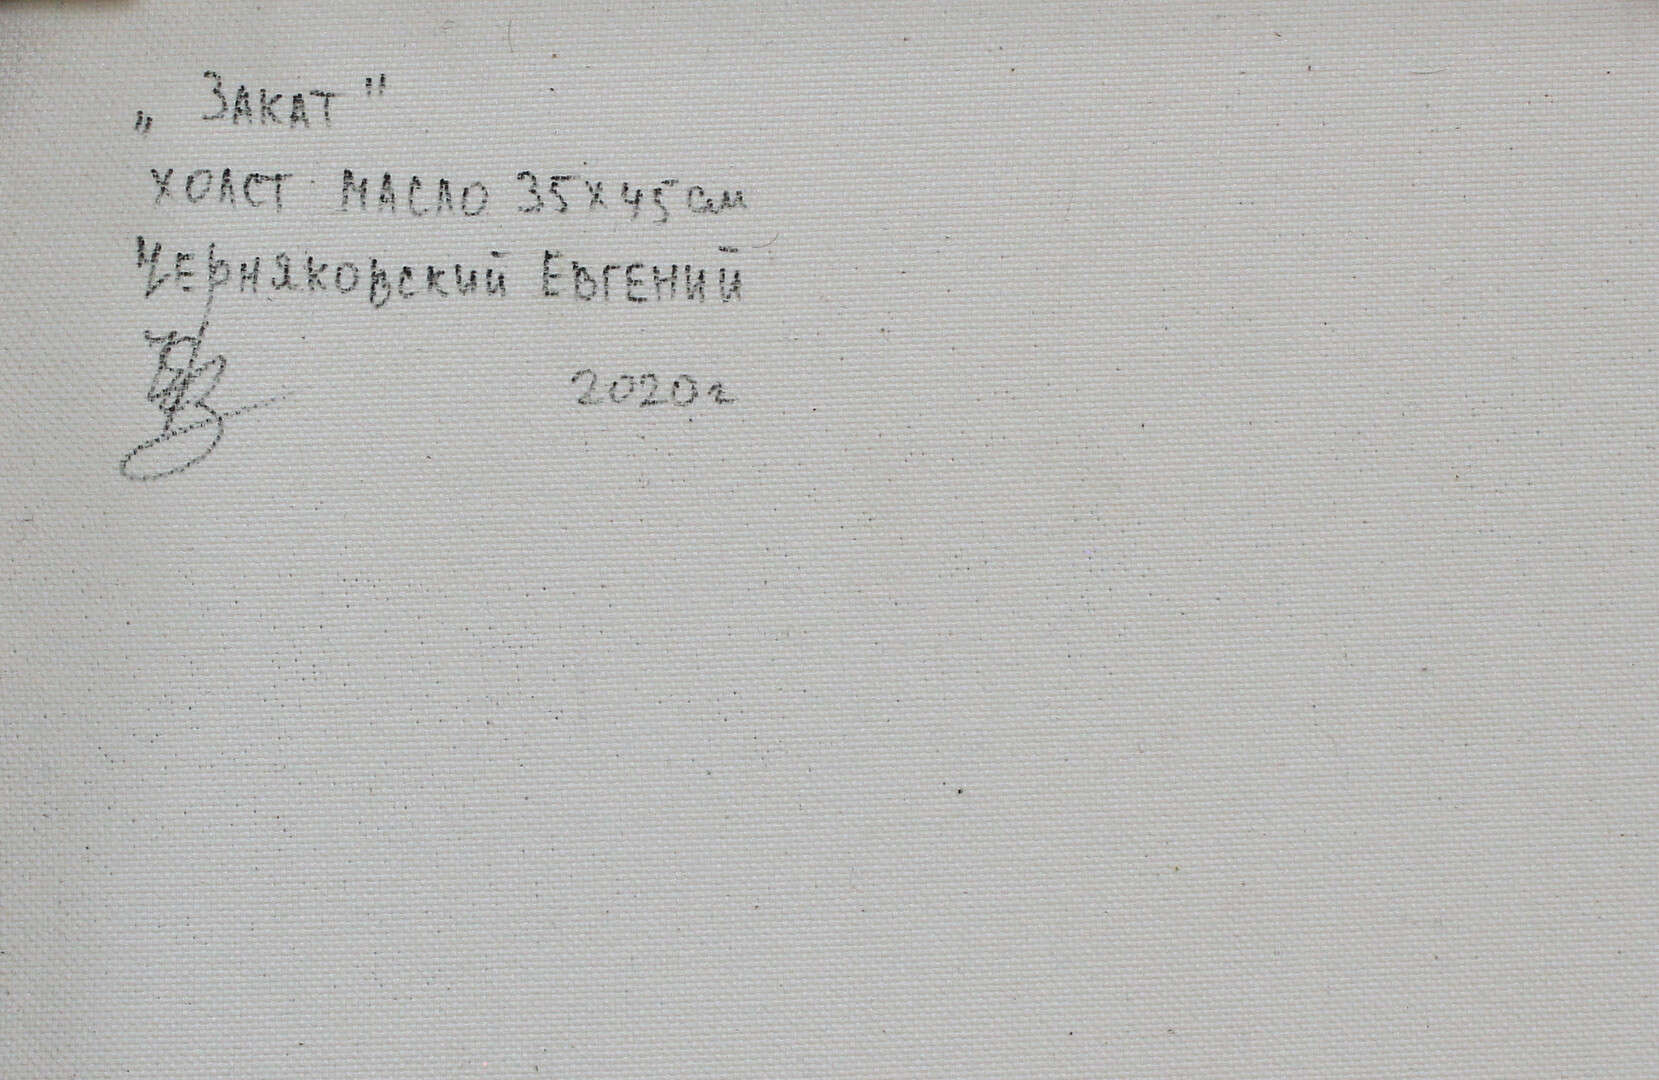 „ Закат"
холст масло 35х45см
Черняковский Евгений
2020г